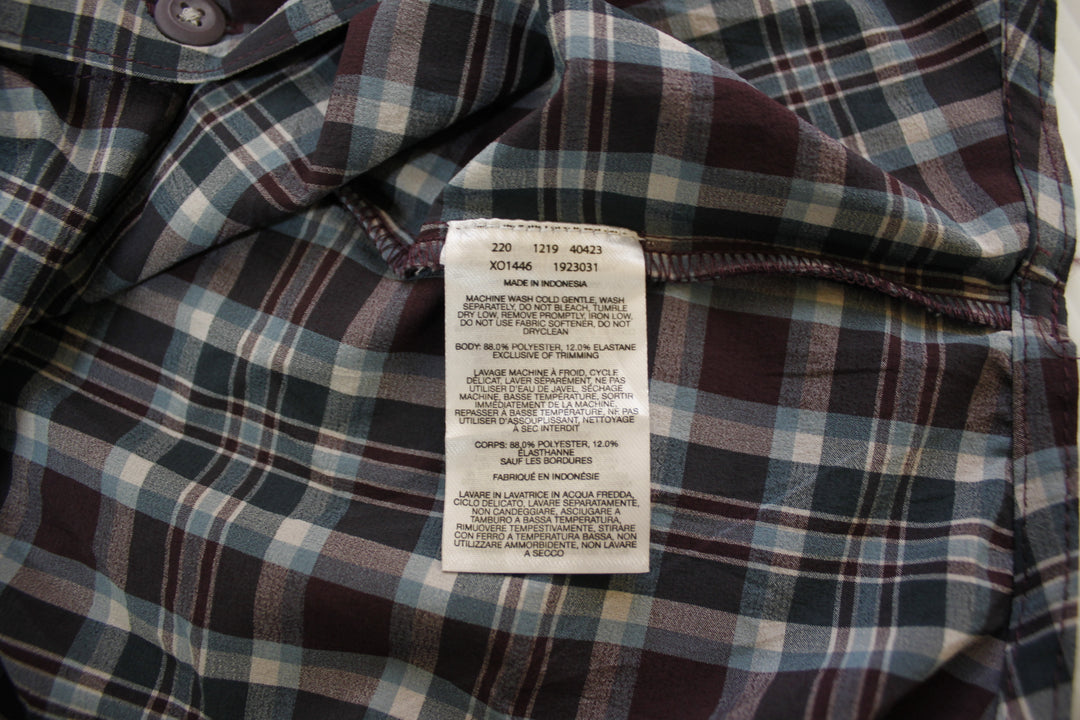 220 1219 40423
XO1446 1923031
MADE IN INDONESIA
MACHINE WASH COLD GENTLE, WASH
SEPARATELY, DO NOT BLEACH, TUMBLE
DRY LOW, REMOVE PROMPTLY, IRON LOW,
DO NOT USE FABRIC SOFTENER, DO NOT
DRYCLEAN
BODY: 88.0% POLYESTER, 12.0% ELASTANE
EXCLUSIVE OF TRIMMING
LAVAGE MACHINE À FROID, CYCLE
DÉLICAT, LAVER SÉPARÉMENT, NE PAS
UTILISER D'EAU DE JAVEL, SÉCHAGE
MACHINE, BASSE TEMPÉRATURE, SORTIR
IMMÉDIATEMENT DE LA MACHINE,
REPASSER À BASSE TEMPÉRATURE, NE PAS
UTILISER D'ASSOUPLISSANT, NETTOYAGE
À SEC INTERDIT
CORPS: 88,0% POLYESTER, 12.0%
ÉLASTHANNE
SAUF LES BORDURES
FABRIQUÉ EN INDONÉSIE
LAVARE IN LAVATRICE IN ACQUA FREDDA,
CICLO DELICATO, LAVARE SEPARATAMENTE,
NON CANDEGGIARE, ASCIUGARE A
TAMBURO A BASSA TEMPERATURA,
RIMUOVERE TEMPESTIVAMENTE, STIRARE
CON FERRO A TEMPERATURA BASSA, NON
UTILIZZARE AMMORBIDENTE, NON LAVARE
A SECCO